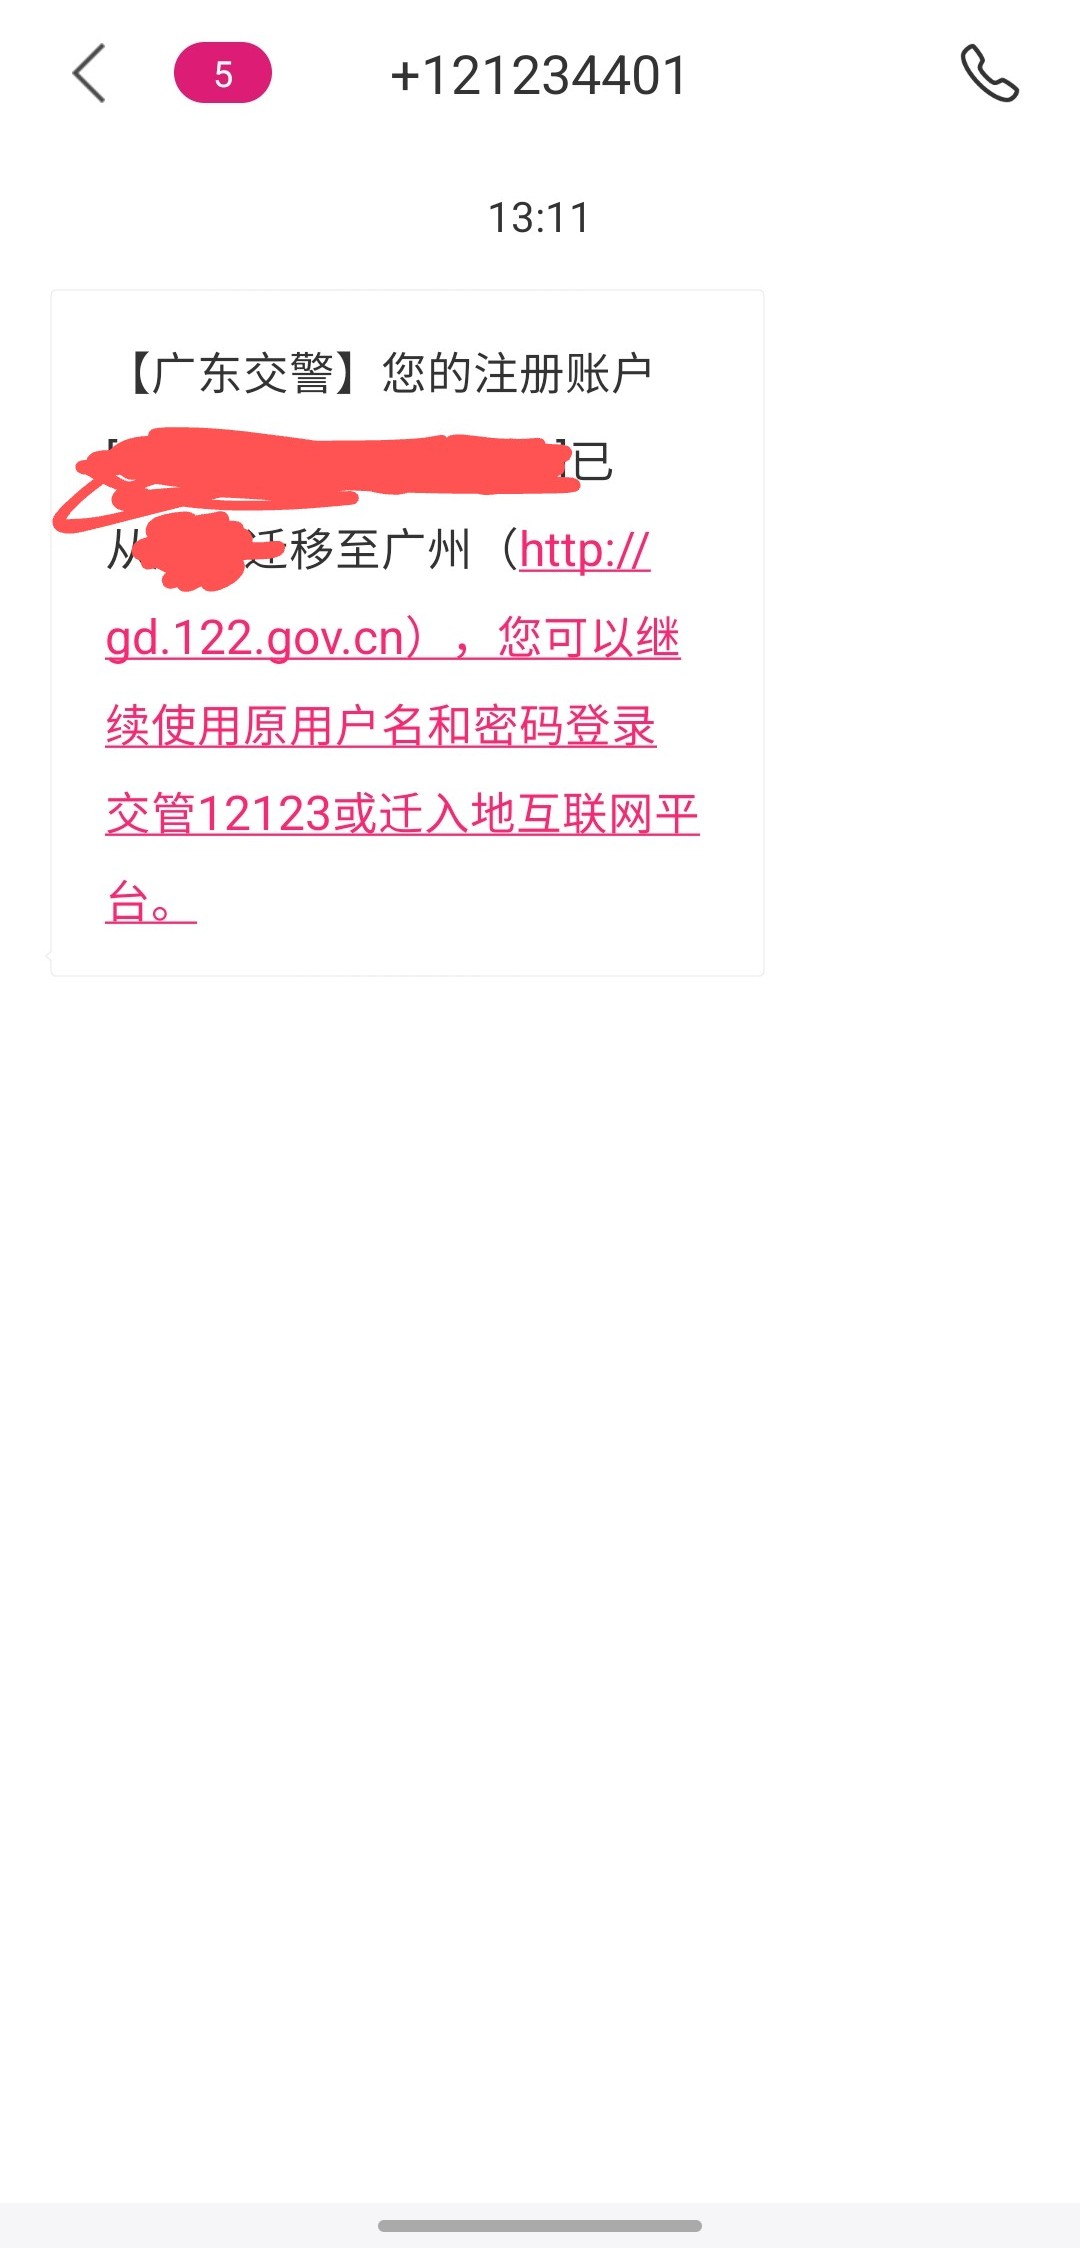 5
+121234401
13:11
【广东交警】您的注册账户
[
]已
从
迁移至广州（http://
gd.122.gov.cn），您可以继
续使用原用户名和密码登录
交管12123或迁入地互联网平
台。